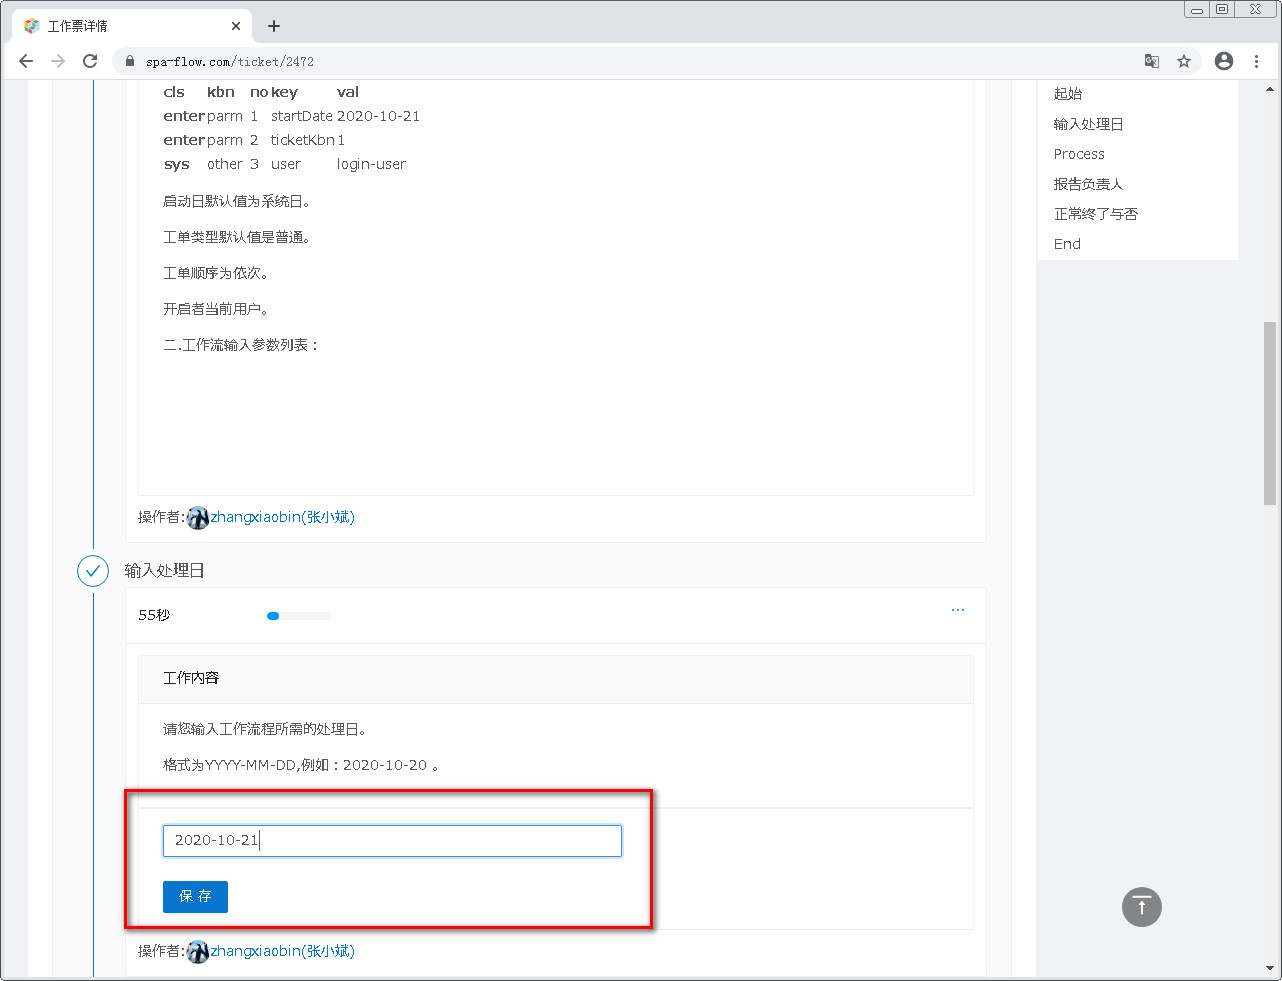 工作票详情
spa-flow.com/ticket/2472
cls kbn no key val
enter parm 1 startDate 2020-10-21
enter parm 2 ticketKbn 1
sys other 3 user login-user
启动日默认值为系统日。
工单类型默认值是普通。
工单顺序为依次。
开启者当前用户。
二.工作流输入参数列表：
操作者:zhangxiaobin(张小斌)
输入处理日
55秒
工作内容
请您输入工作流程所需的处理日。
格式为YYYY-MM-DD,例如：2020-10-20 。
2020-10-21
保 存
操作者:zhangxiaobin(张小斌)
起始
输入处理日
Process
报告负责人
正常终了与否
End